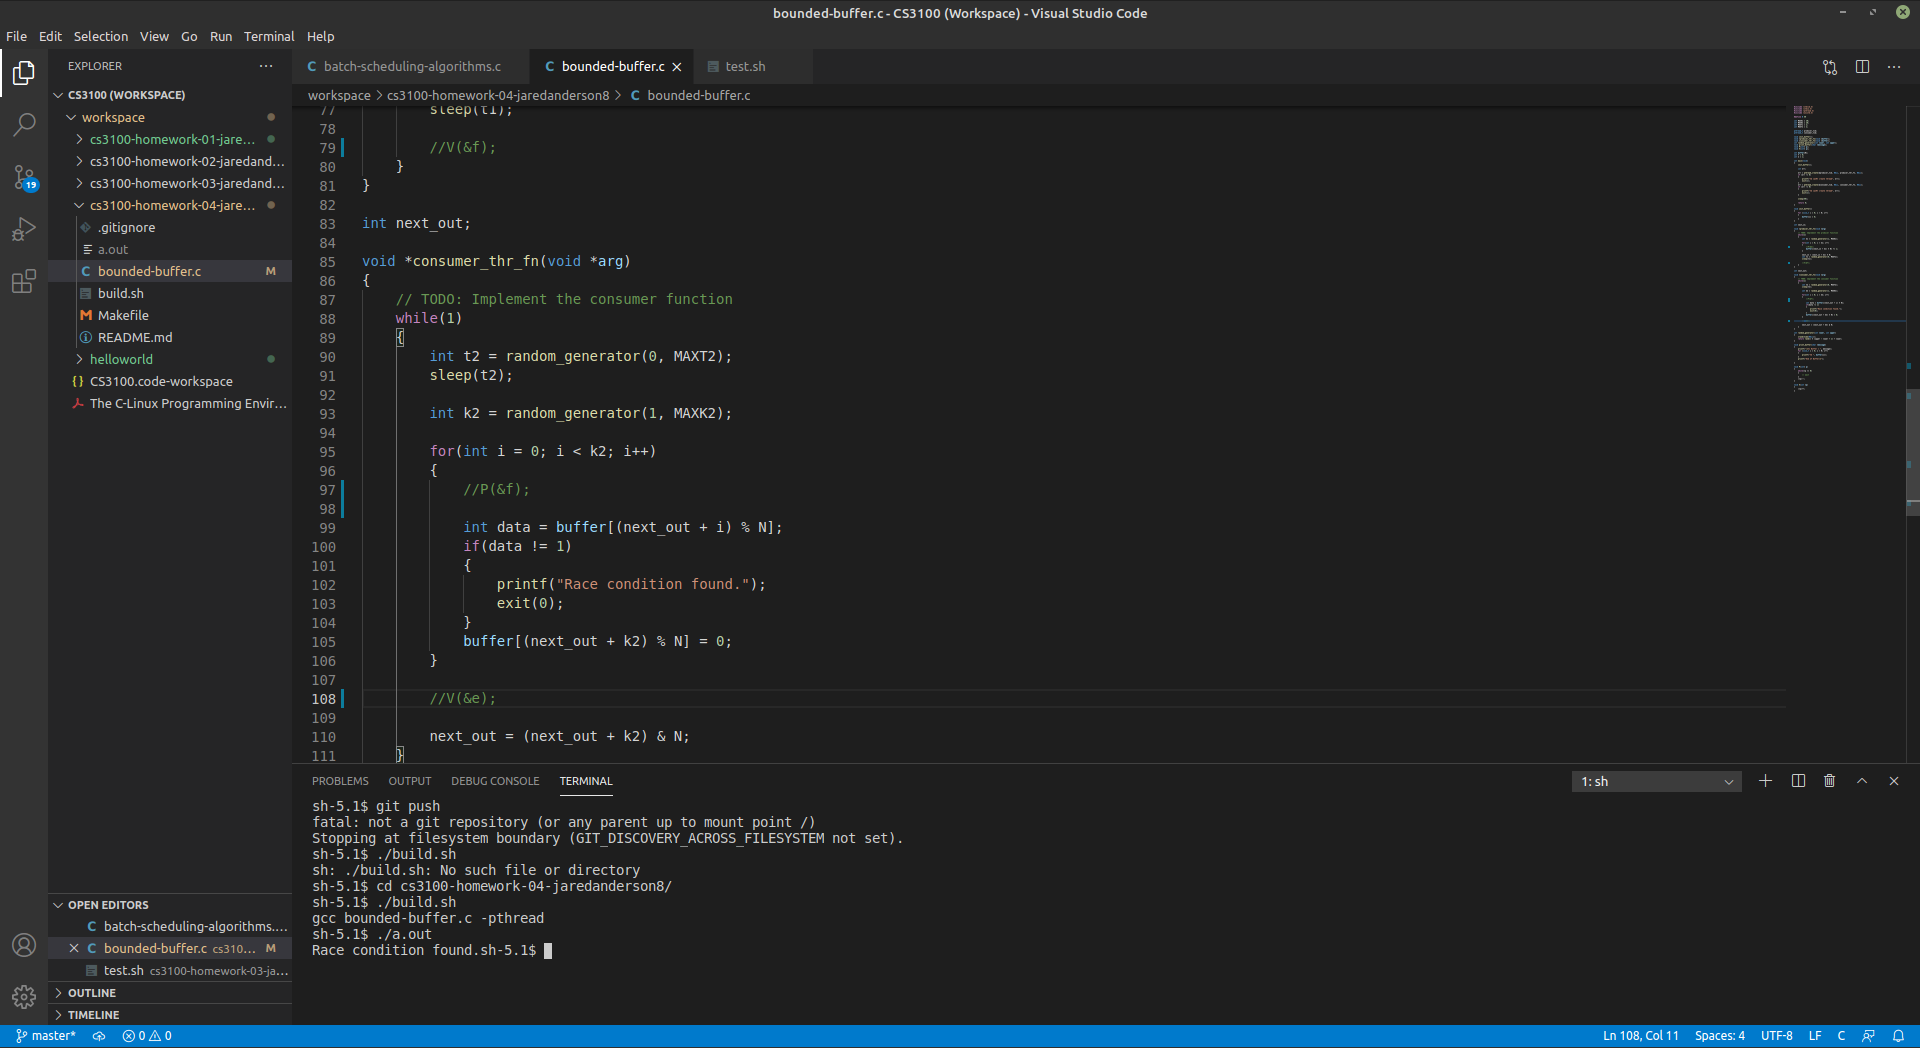 bounded-buffer.c - CS3100 (Workspace) - Visual Studio Code
File Edit Selection View Go Run Terminal Help
EXPLORER
CS3100 (WORKSPACE)
workspace
cs3100-homework-01-jare...
cs3100-homework-02-jaredand...
cs3100-homework-03-jaredand...
cs3100-homework-04-jare...
.gitignore
a.out
bounded-buffer.c M
build.sh
Makefile
README.md
helloworld
CS3100.code-workspace
The C-Linux Programming Envir...
OPEN EDITORS
batch-scheduling-algorithms....
bounded-buffer.c cs310... M
test.sh cs3100-homework-03-ja...
OUTLINE
TIMELINE
19
batch-scheduling-algorithms.c bounded-buffer.c test.sh
workspace > cs3100-homework-04-jaredanderson8 > C bounded-buffer.c
77 sleep(t1);
78
79 //V(&f);
80 }
81 }
82
83 int next_out;
84
85 void *consumer_thr_fn(void *arg)
86 {
87 // TODO: Implement the consumer function
88 while(1)
89 {
90 int t2 = random_generator(0, MAXT2);
91 sleep(t2);
92
93 int k2 = random_generator(1, MAXK2);
94
95 for(int i = 0; i < k2; i++)
96 {
97 //P(&f);
98
99 int data = buffer[(next_out + i) % N];
100 if(data != 1)
101 {
102 printf("Race condition found.");
103 exit(0);
104 }
105 buffer[(next_out + k2) % N] = 0;
106 }
107
108 //V(&e);
109
110 next_out = (next_out + k2) & N;
111 }
PROBLEMS OUTPUT DEBUG CONSOLE TERMINAL 1: sh
sh-5.1$ git push
fatal: not a git repository (or any parent up to mount point /)
Stopping at filesystem boundary (GIT_DISCOVERY_ACROSS_FILESYSTEM not set).
sh-5.1$ ./build.sh
sh: ./build.sh: No such file or directory
sh-5.1$ cd cs3100-homework-04-jaredanderson8/
sh-5.1$ ./build.sh
gcc bounded-buffer.c -pthread
sh-5.1$ ./a.out
Race condition found.sh-5.1$
master* 0 0 Ln 108, Col 11 Spaces: 4 UTF-8 LF C